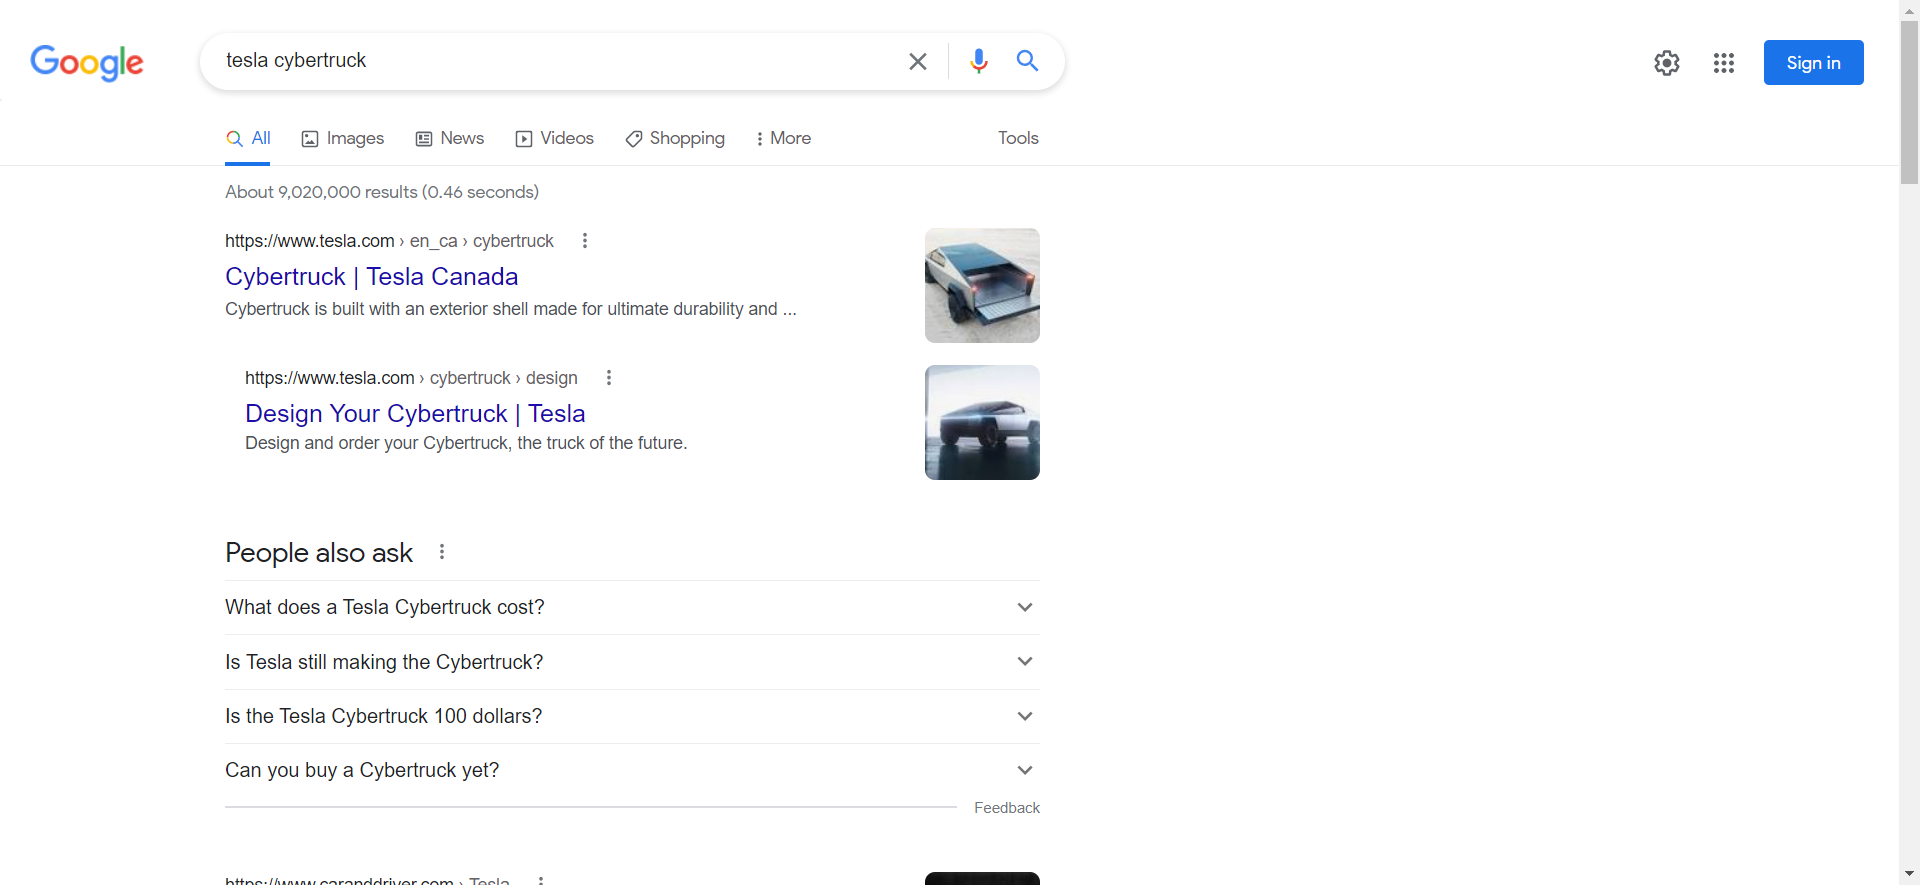 Google
tesla cybertruck
Sign in
All Images News Videos Shopping More Tools
About 9,020,000 results (0.46 seconds)
https://www.tesla.com › en_ca › cybertruck
Cybertruck | Tesla Canada
Cybertruck is built with an exterior shell made for ultimate durability and ...
https://www.tesla.com › cybertruck › design
Design Your Cybertruck | Tesla
Design and order your Cybertruck, the truck of the future.
People also ask
What does a Tesla Cybertruck cost?
Is Tesla still making the Cybertruck?
Is the Tesla Cybertruck 100 dollars?
Can you buy a Cybertruck yet?
Feedback
https://www.caranddriver.com › Tesla